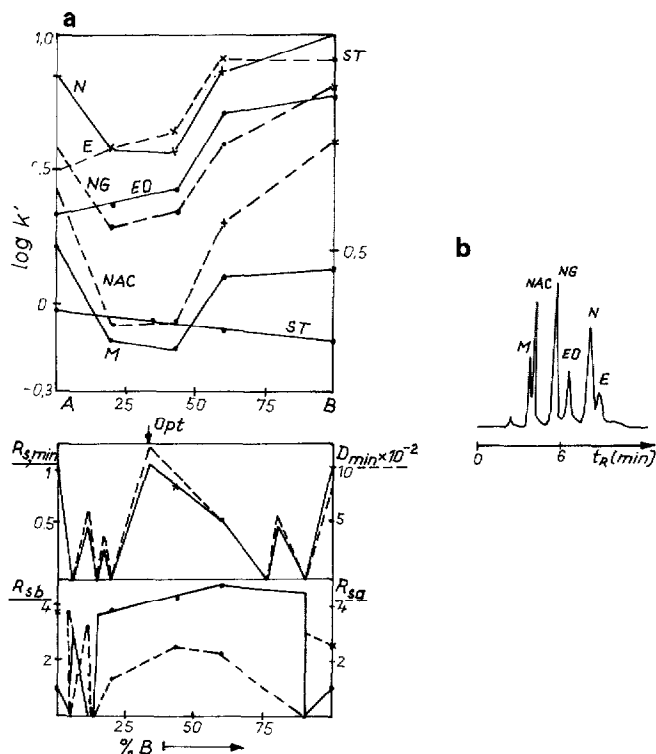 a
1,0
N
ST
E
0.5
NG
ED
log k'
0.5
NAC
0
ST
M
-0,3
A
25
50
75
B
Opt
Rs,min
Dmin×10-2
1
10
0.5
5
Rsb
Rsa
4
4
2
2
25
50
75
% B
b
NG
NAC
N
M
ED
E
0
6
tR(min)